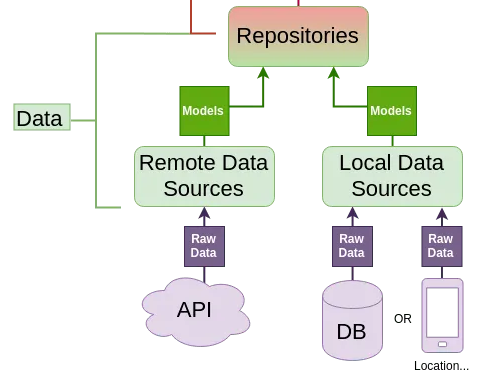 Repositories
Models
Models
Data
Remote Data
Sources
Local Data
Sources
Raw
Data
Raw
Data
Raw
Data
API
DB
OR
Location...